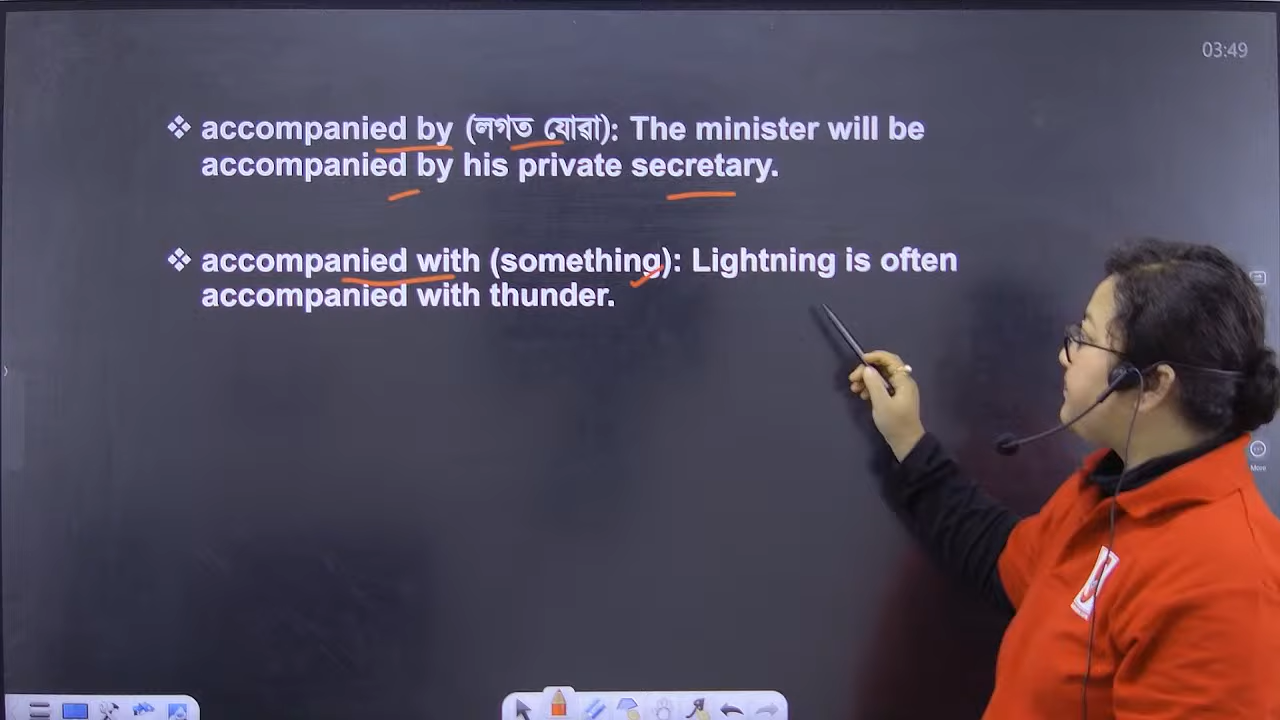 03:49
❖ accompanied by (লগত যোৱা): The minister will be
accompanied by his private secretary.
❖ accompanied with (something): Lightning is often
accompanied with thunder.
More